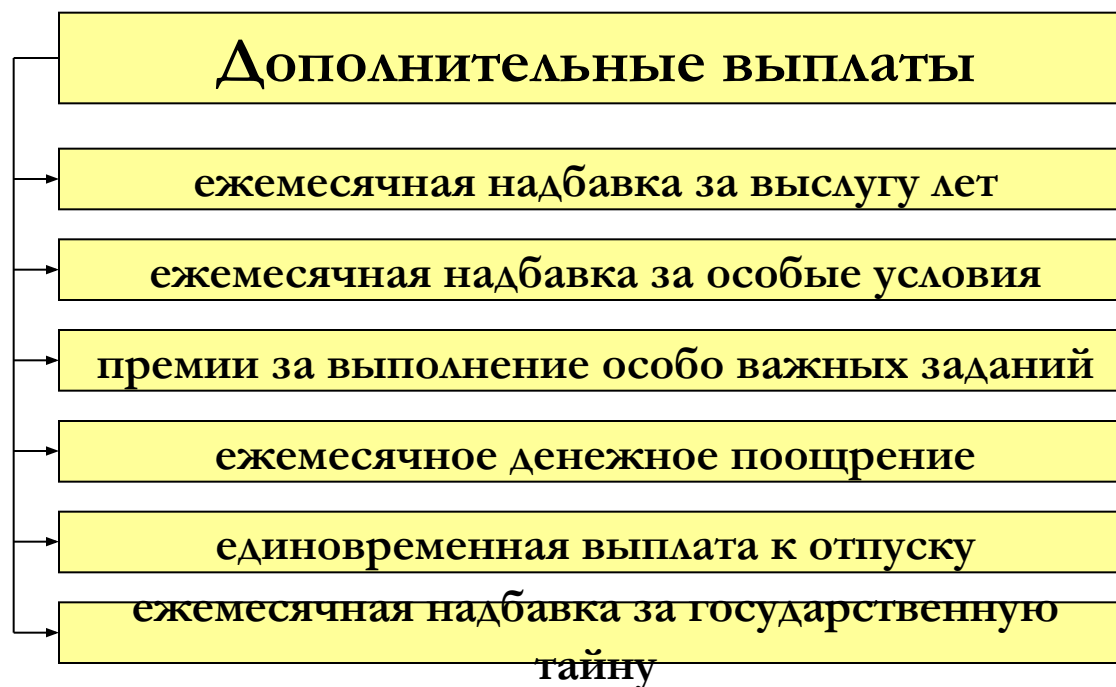 Дополнительные выплаты
ежемесячная надбавка за выслугу лет
ежемесячная надбавка за особые условия
премии за выполнение особо важных заданий
ежемесячное денежное поощрение
единовременная выплата к отпуску
ежемесячная надбавка за государственную
тайну